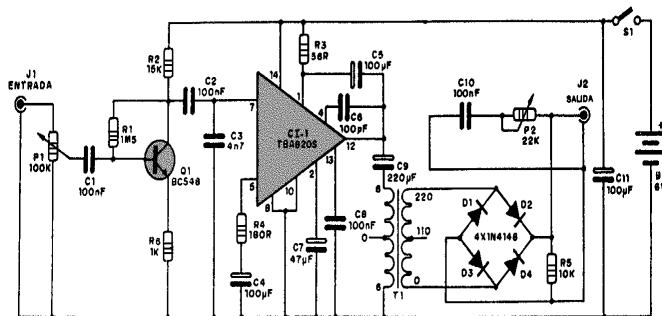 J1
ENTRADA
P1
100K
C1
100nF
R1
1M5
R2
15K
Q1
BC548
R6
1K
C2
100nF
C3
4n7
R4
180R
C4
100µF
CI-1
TBA820S
14
1
7
4
12
5
13
8
10
2
R3
56R
C5
100µF
C6
100pF
C7
47µF
C8
100nF
C9
220µF
6
0
6
T1
220
110
0
D1
D2
4X1N4148
D3
D4
C10
100nF
P2
22K
J2
SALIDA
R5
10K
C11
100µF
S1
+
B